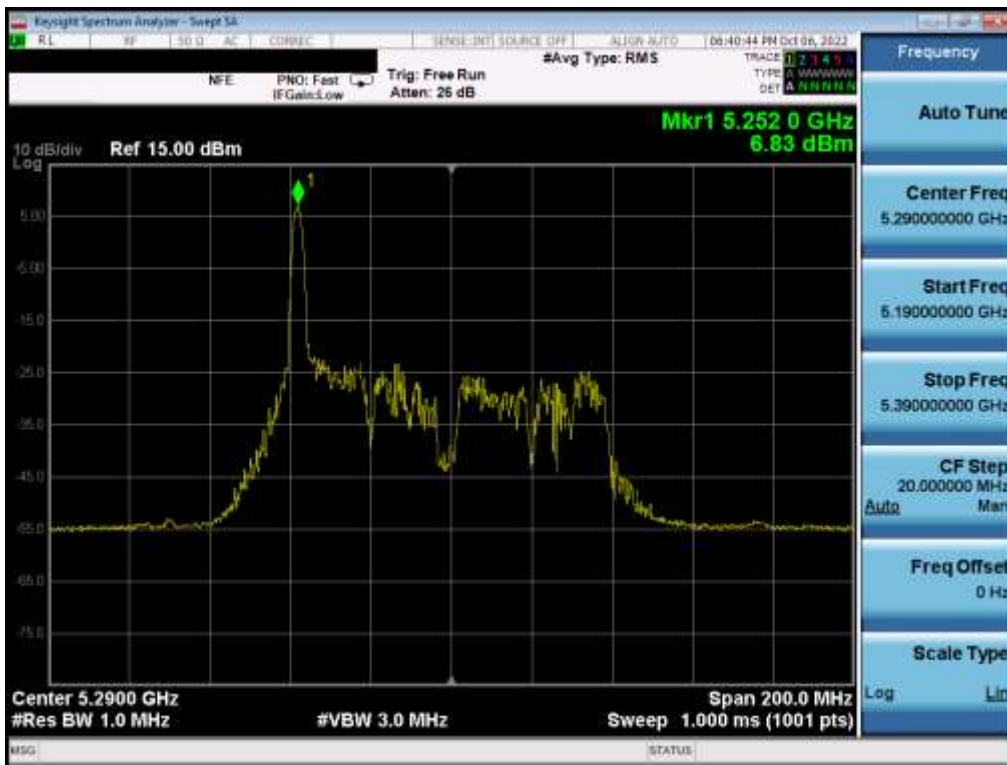 Keysight Spectrum Analyzer - Swept SA
RL RF 50 Ω AC CORREC SENSE:INT SOURCE OFF ALIGN AUTO 06:40:44 PM Oct 06, 2022
NFE PNO: Fast IFGain:Low Trig: Free Run Atten: 26 dB #Avg Type: RMS
TRACE 1 2 3 4 5 6
TYPE A WWWWW
DET A N N N N N
Mkr1 5.252 0 GHz
6.83 dBm
10 dB/div Ref 15.00 dBm
Log
1
5.00
-5.00
-15.0
-25.0
-35.0
-45.0
-55.0
-65.0
-75.0
Center 5.2900 GHz Span 200.0 MHz
#Res BW 1.0 MHz #VBW 3.0 MHz Sweep 1.000 ms (1001 pts)
MSG STATUS
Frequency
Auto Tune
Center Freq
5.290000000 GHz
Start Freq
5.190000000 GHz
Stop Freq
5.390000000 GHz
CF Step
20.000000 MHz
Auto Man
Freq Offset
0 Hz
Scale Type
Log Lin